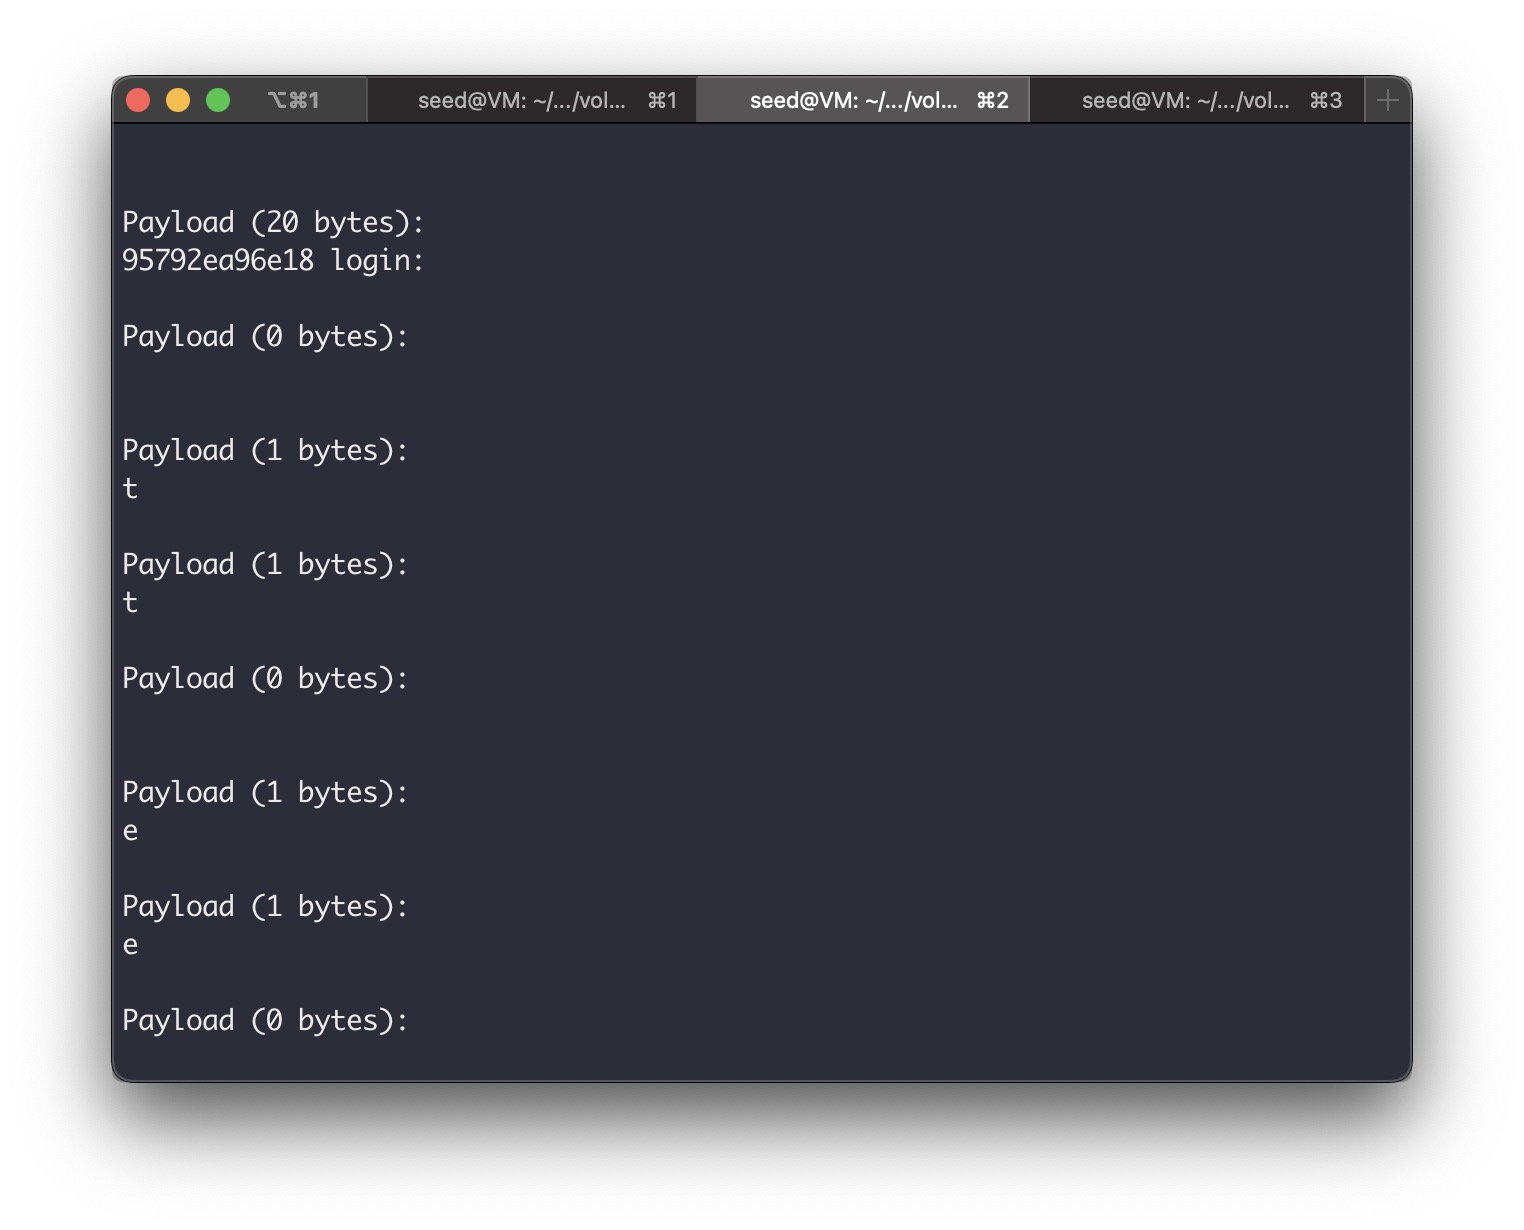 ⌥⌘1 seed@VM: ~/.../vol... ⌘1 seed@VM: ~/.../vol... ⌘2 seed@VM: ~/.../vol... ⌘3
Payload (20 bytes):
95792ea96e18 login:
Payload (0 bytes):
Payload (1 bytes):
t
Payload (1 bytes):
t
Payload (0 bytes):
Payload (1 bytes):
e
Payload (1 bytes):
e
Payload (0 bytes):